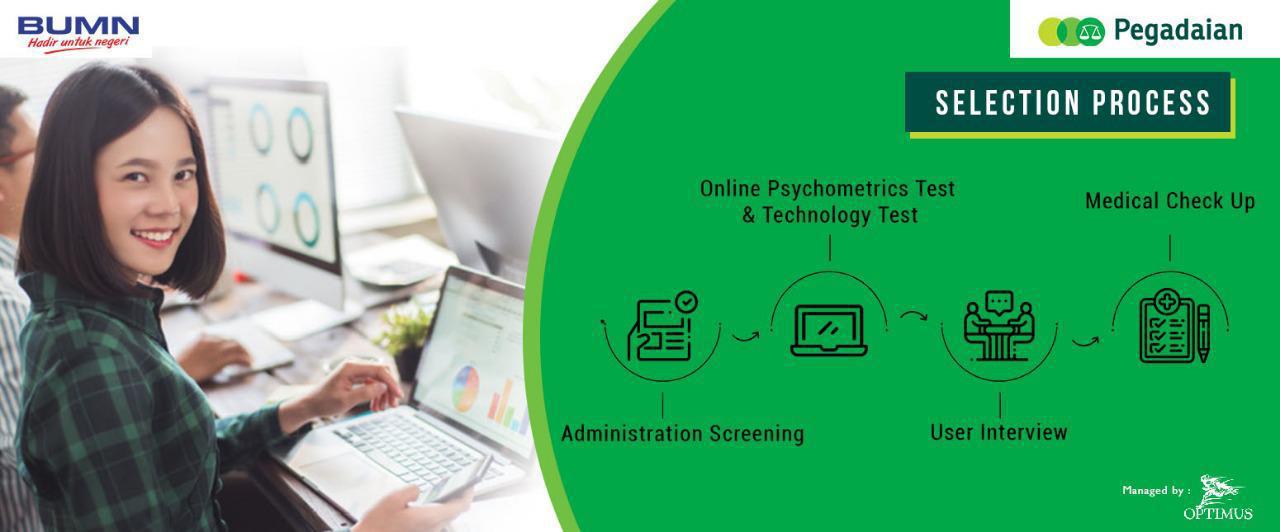 BUMN
Hadir untuk negeri
Pegadaian
SELECTION PROCESS
Online Psychometrics Test
& Technology Test
Medical Check Up
Administration Screening
User Interview
Managed by :
OPTIMUS